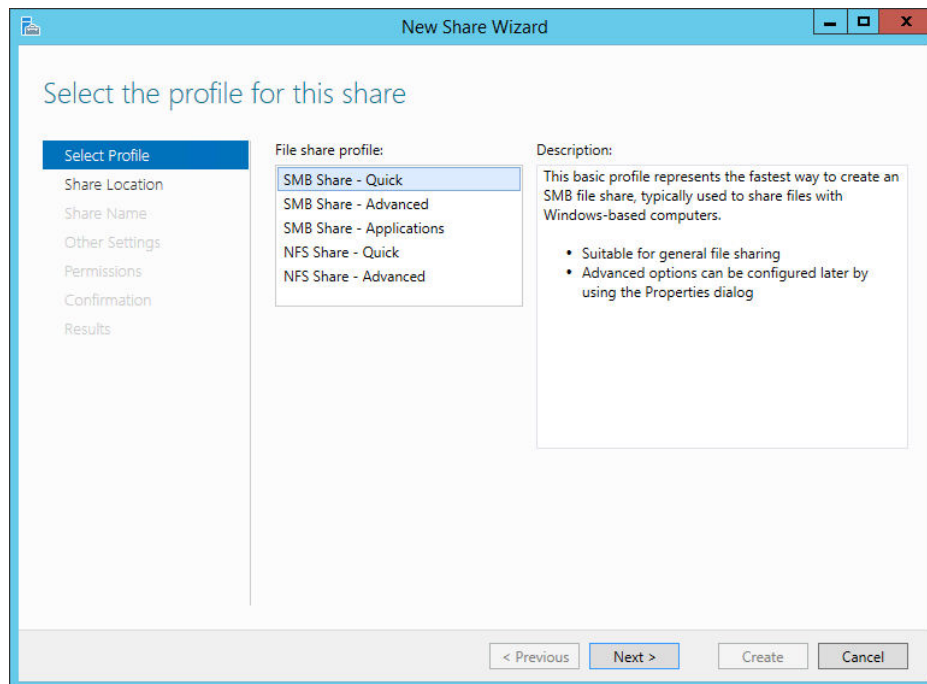 New Share Wizard
Select the profile for this share
Select Profile
Share Location
Share Name
Other Settings
Permissions
Confirmation
Results
File share profile:
SMB Share - Quick
SMB Share - Advanced
SMB Share - Applications
NFS Share - Quick
NFS Share - Advanced
Description:
This basic profile represents the fastest way to create an
SMB file share, typically used to share files with
Windows-based computers.
• Suitable for general file sharing
• Advanced options can be configured later by
using the Properties dialog
< Previous
Next >
Create
Cancel